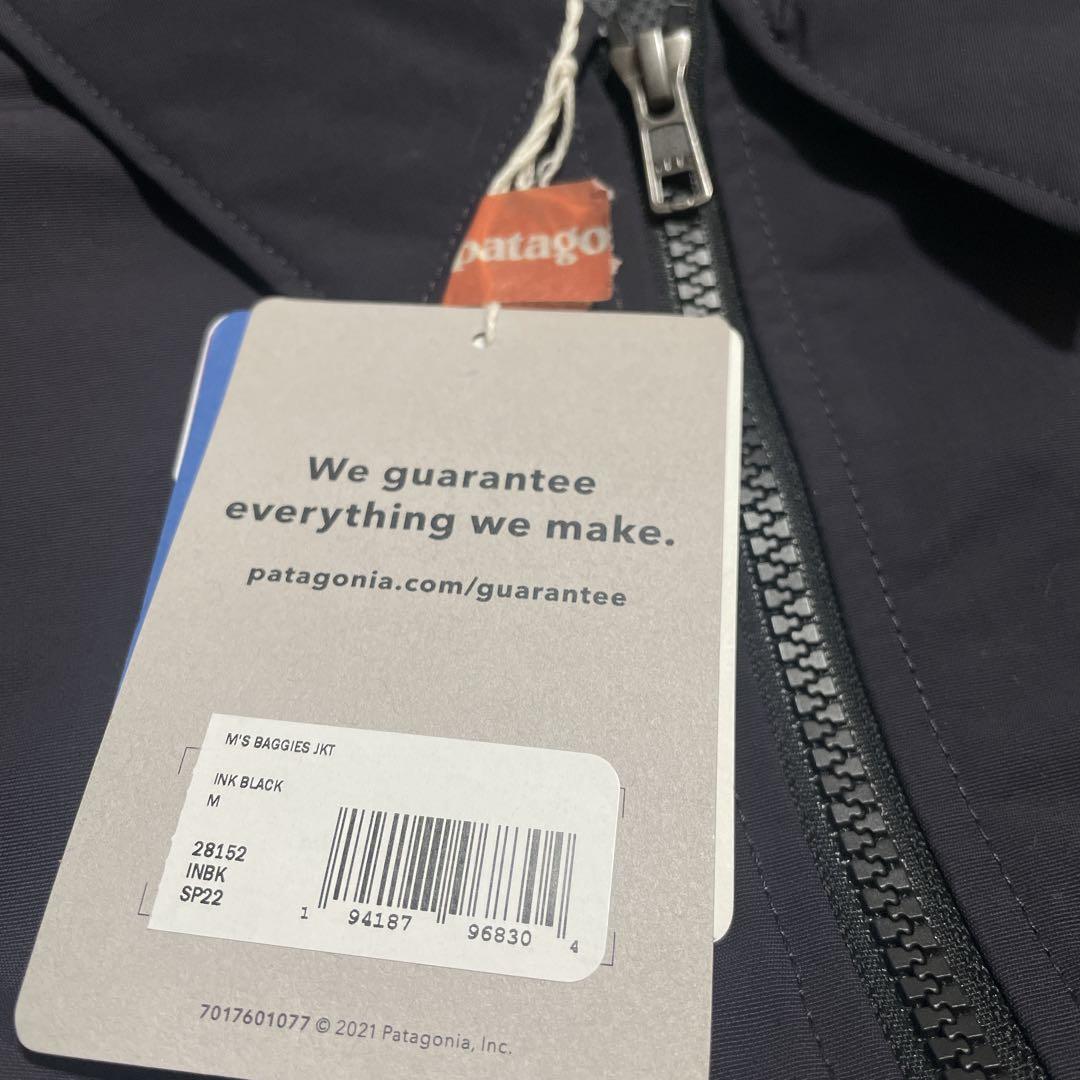 patago
We guarantee
everything we make.
patagonia.com/guarantee
M'S BAGGIES JKT
INK BLACK
M
28152
INBK
SP22
1 94187 96830 4
7017601077 © 2021 Patagonia, Inc.